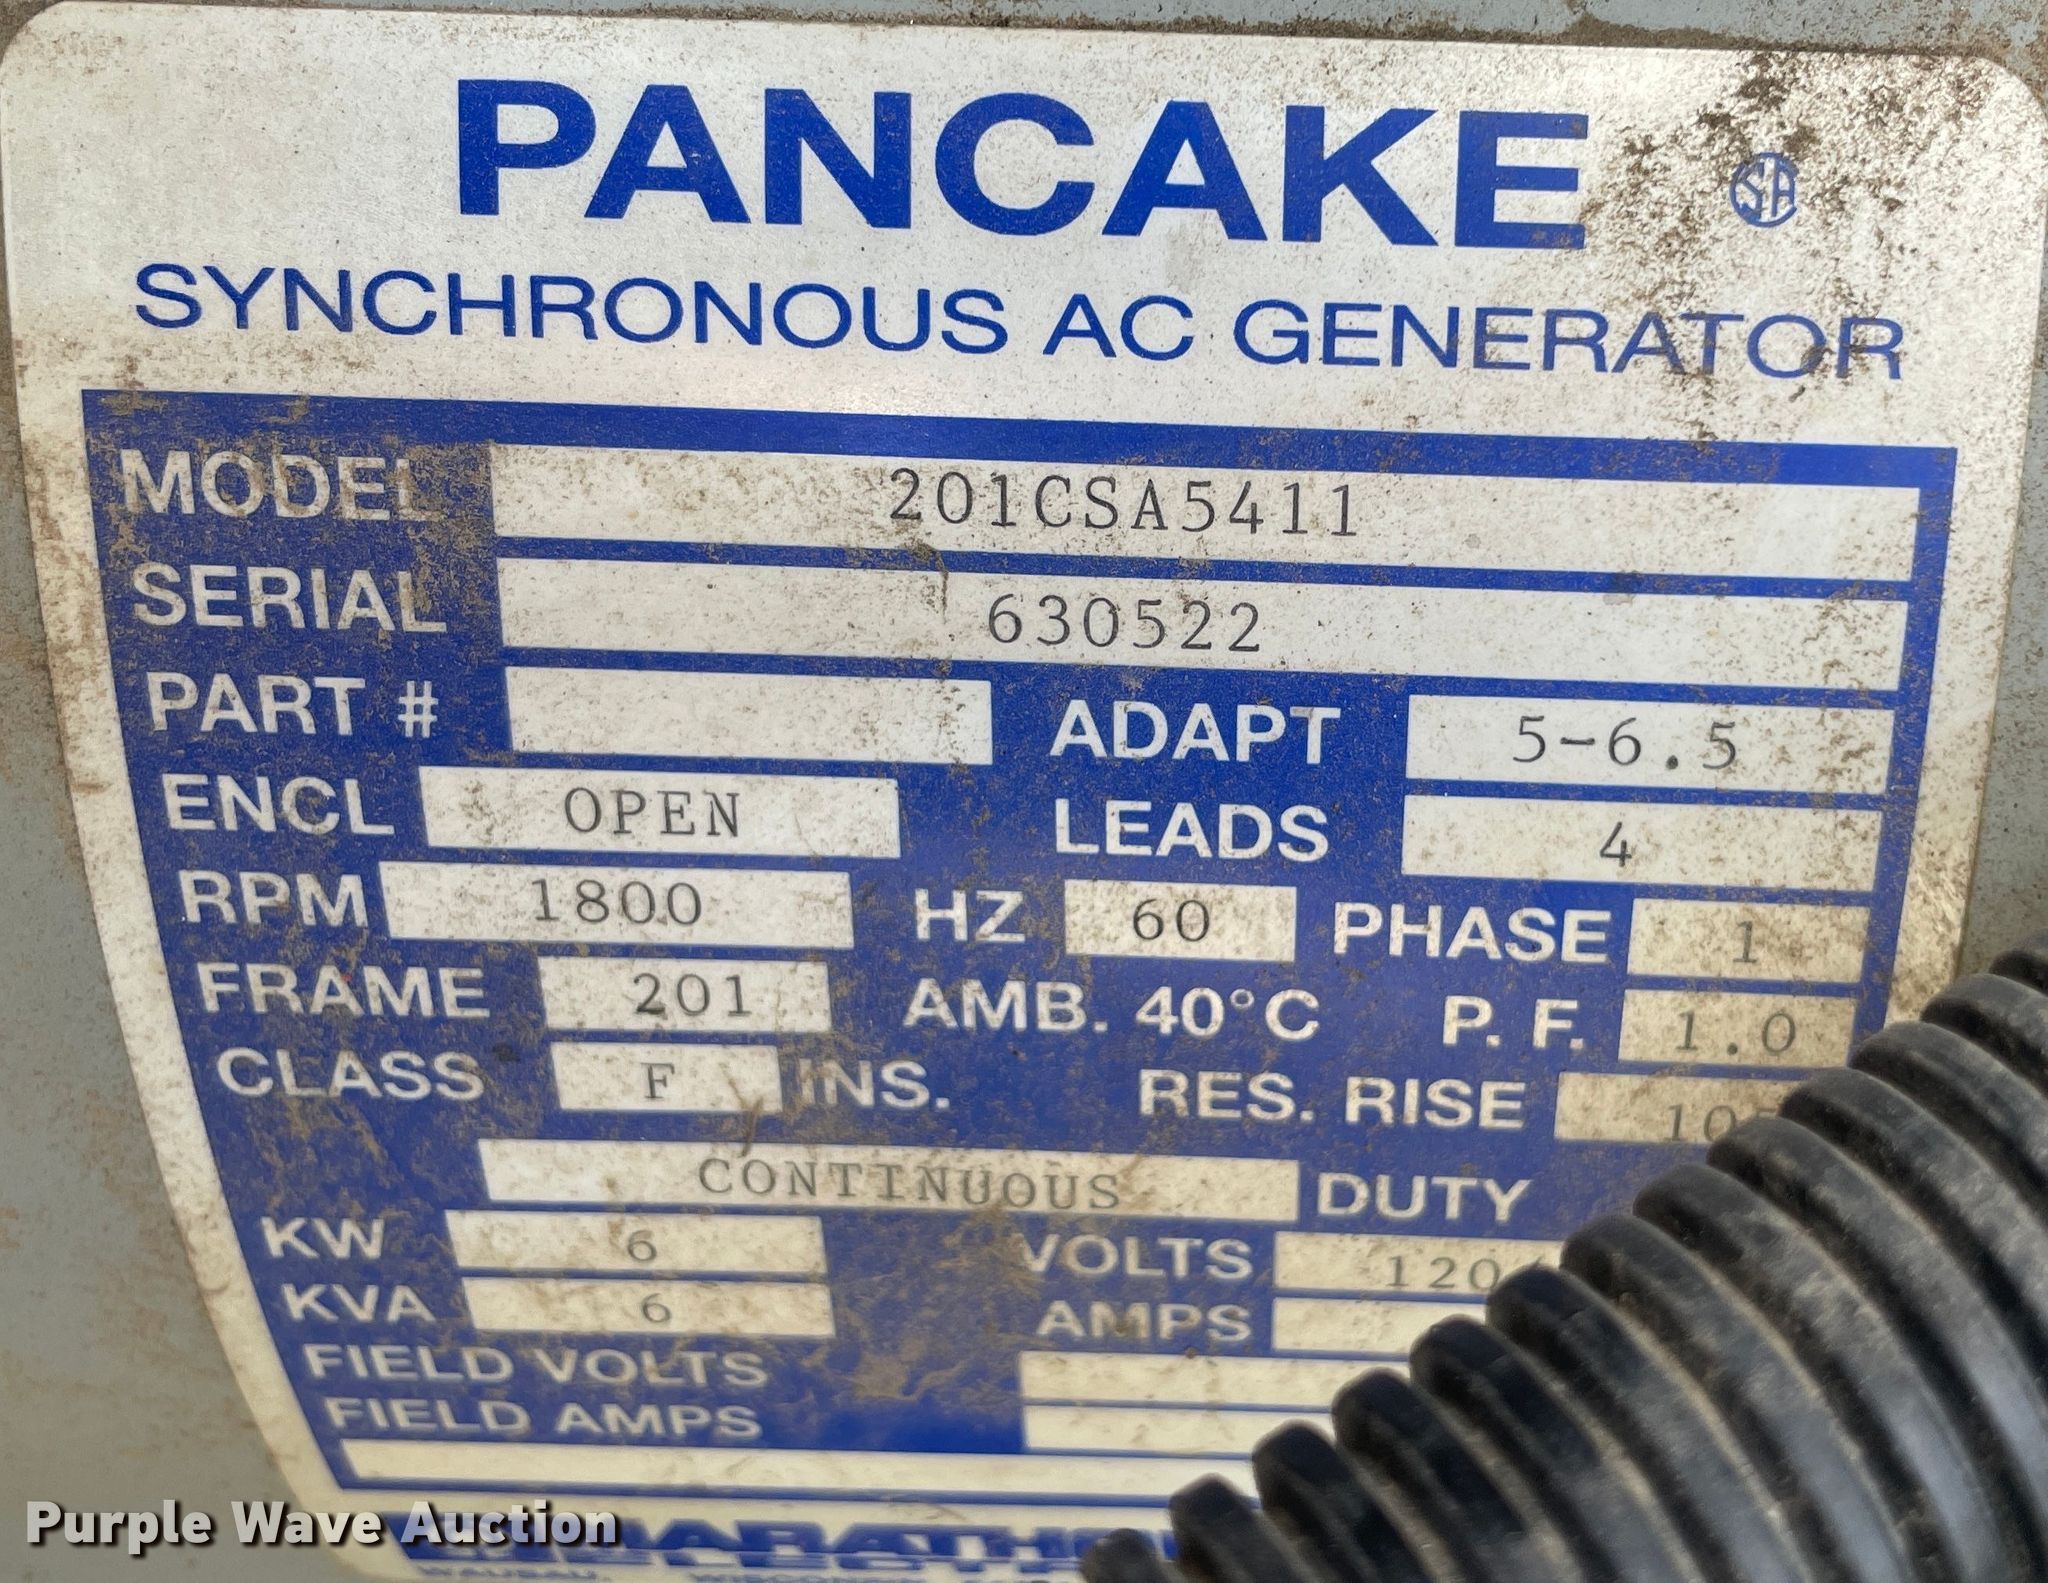 PANCAKE
SA
SYNCHRONOUS AC GENERATOR
MODEL 201CSA5411
SERIAL 630522
PART # ADAPT 5-6.5
ENCL OPEN LEADS 4
RPM 1800 HZ 60 PHASE 1
FRAME 201 AMB. 40°C P. F. 1.0
CLASS F INS. RES. RISE
CONTINUOUS DUTY
KW 6 VOLTS 120
KVA 6 AMPS
FIELD VOLTS
FIELD AMPS
Purple Wave Auction